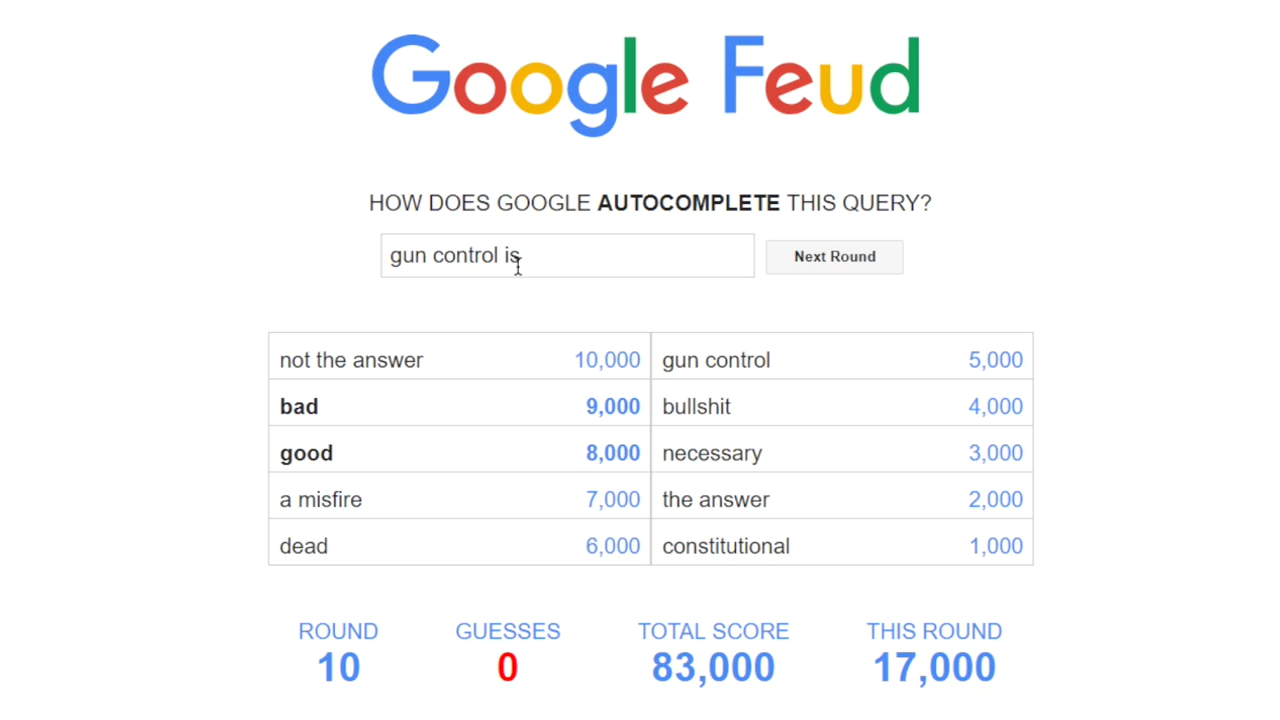 Google Feud
HOW DOES GOOGLE AUTOCOMPLETE THIS QUERY?
gun control is
Next Round
not the answer 10,000 gun control 5,000
bad 9,000 bullshit 4,000
good 8,000 necessary 3,000
a misfire 7,000 the answer 2,000
dead 6,000 constitutional 1,000
ROUND GUESSES TOTAL SCORE THIS ROUND
10 0 83,000 17,000